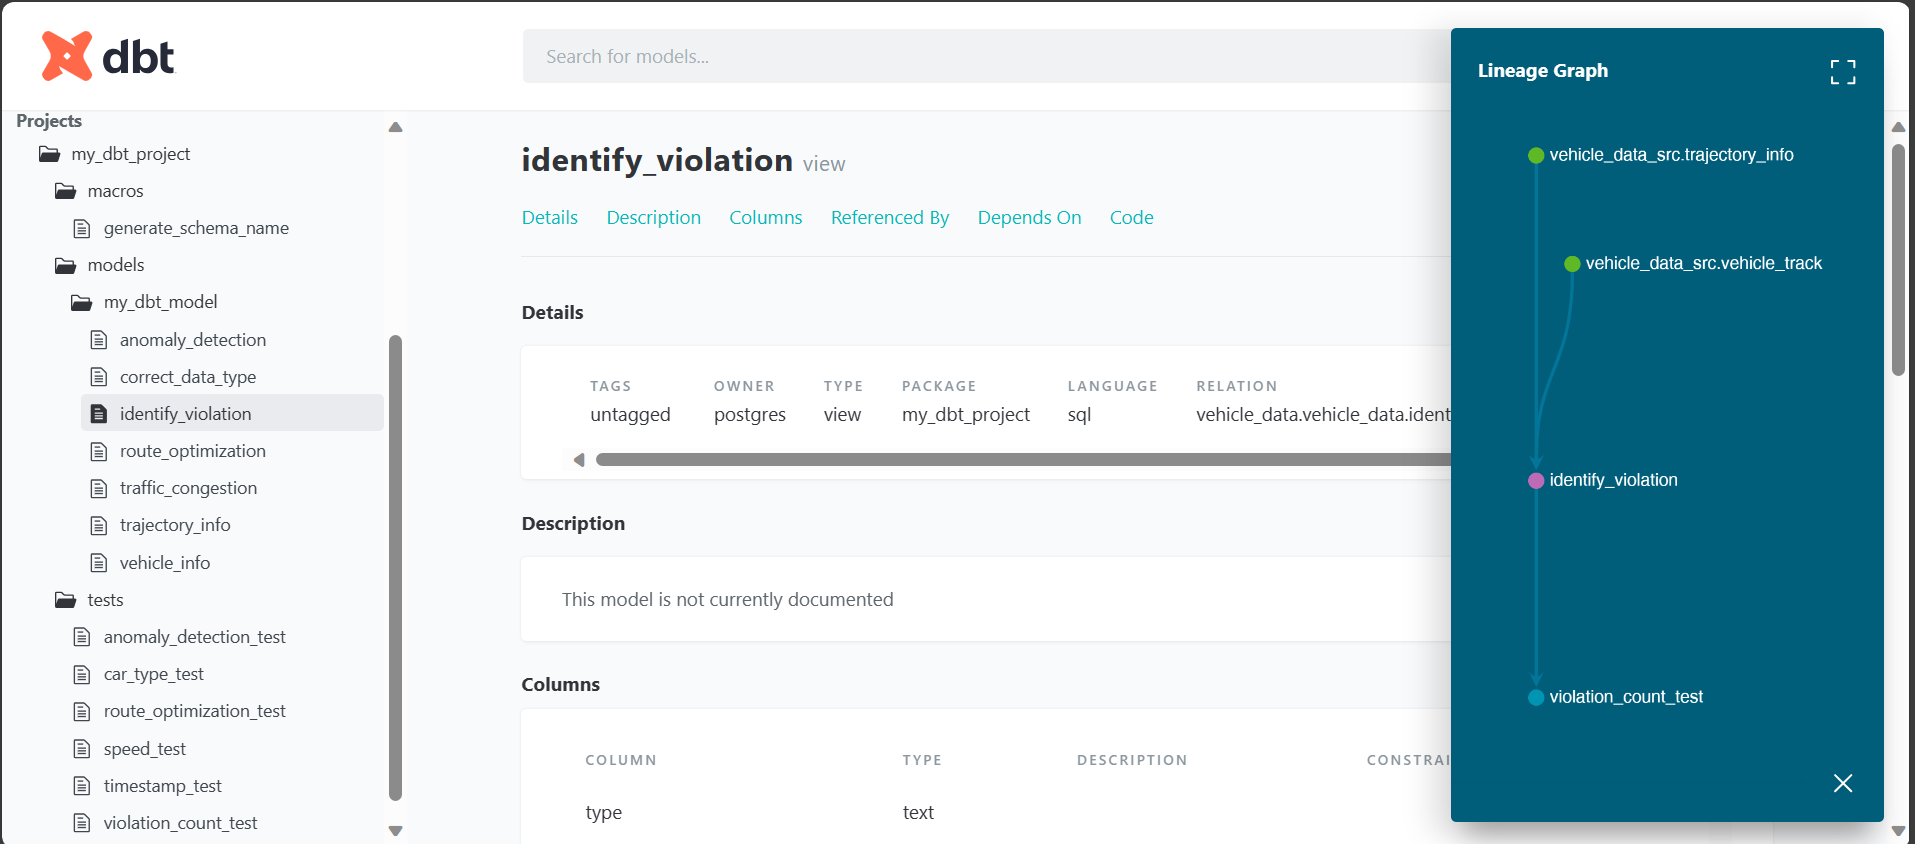 dbt
Search for models...
Projects
my_dbt_project
macros
generate_schema_name
models
my_dbt_model
anomaly_detection
correct_data_type
identify_violation
route_optimization
traffic_congestion
trajectory_info
vehicle_info
tests
anomaly_detection_test
car_type_test
route_optimization_test
speed_test
timestamp_test
violation_count_test
identify_violation view
Details Description Columns Referenced By Depends On Code
Details
TAGS OWNER TYPE PACKAGE LANGUAGE RELATION
untagged postgres view my_dbt_project sql vehicle_data.vehicle_data.ident
Description
This model is not currently documented
Columns
COLUMN TYPE DESCRIPTION CONSTRAI
type text
Lineage Graph
vehicle_data_src.trajectory_info
vehicle_data_src.vehicle_track
identify_violation
violation_count_test